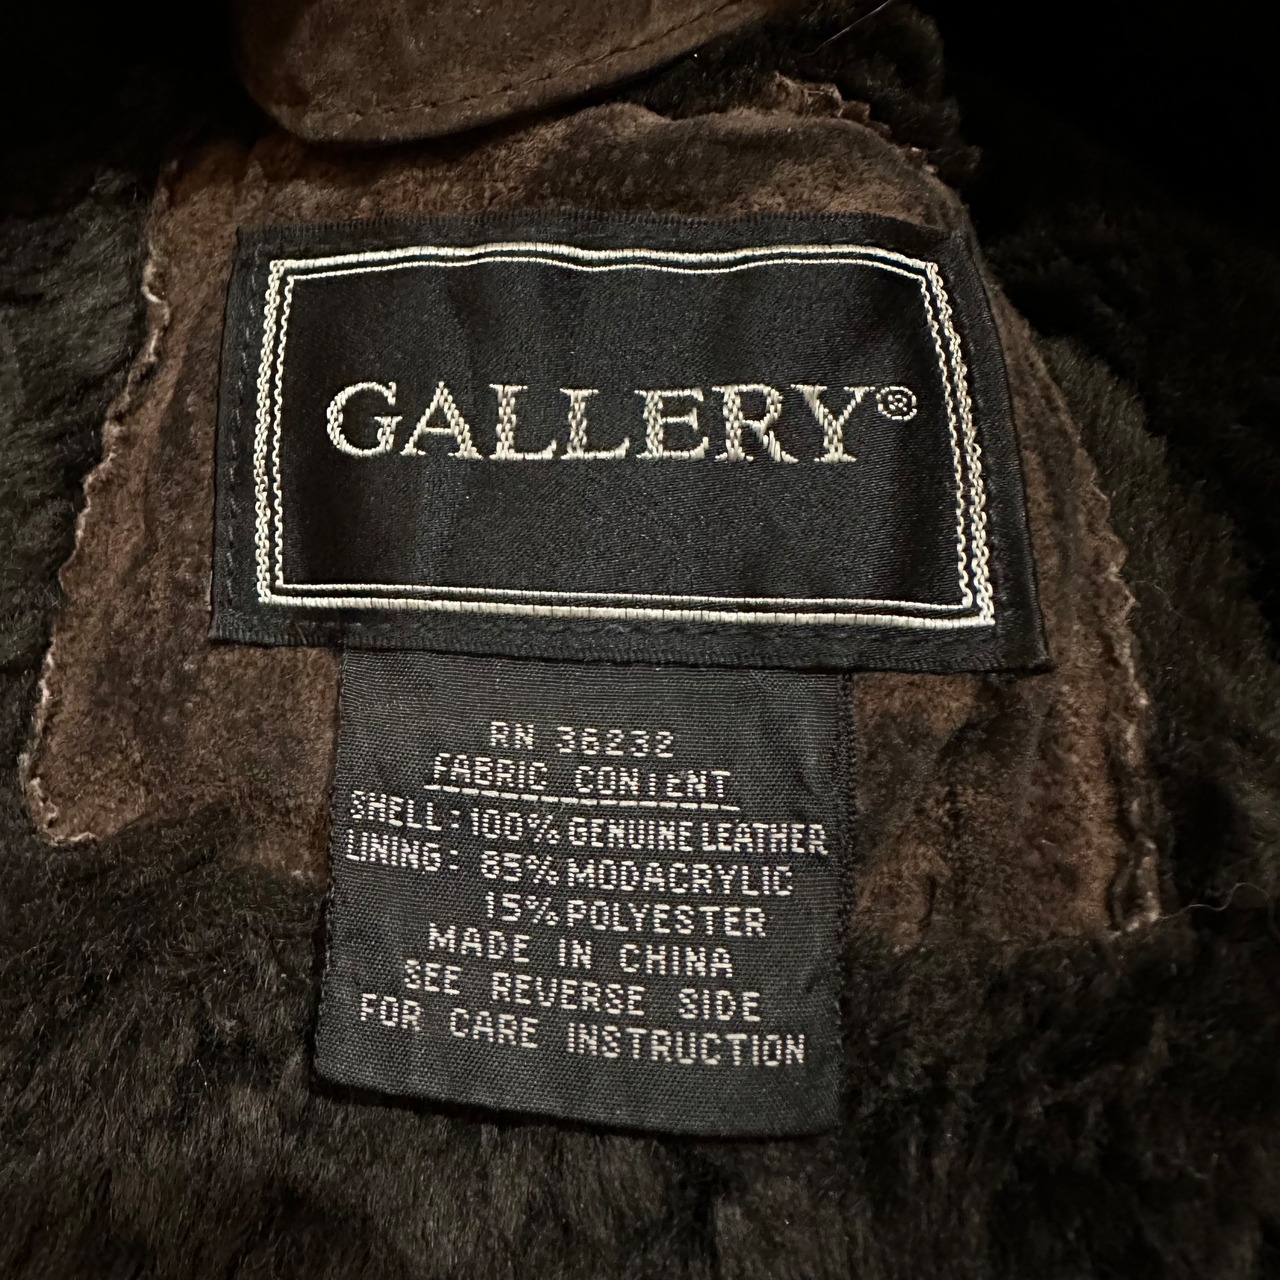 GALLERY®
RN 36232
FABRIC CONTENT
SHELL: 100% GENUINE LEATHER
LINING: 85% MODACRYLIC
15% POLYESTER
MADE IN CHINA
SEE REVERSE SIDE
FOR CARE INSTRUCTION